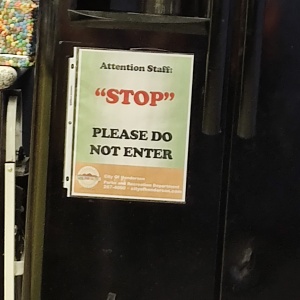 Attention Staff:
“STOP”
PLEASE DO
NOT ENTER
City Of Henderson
Parks and Recreation Department